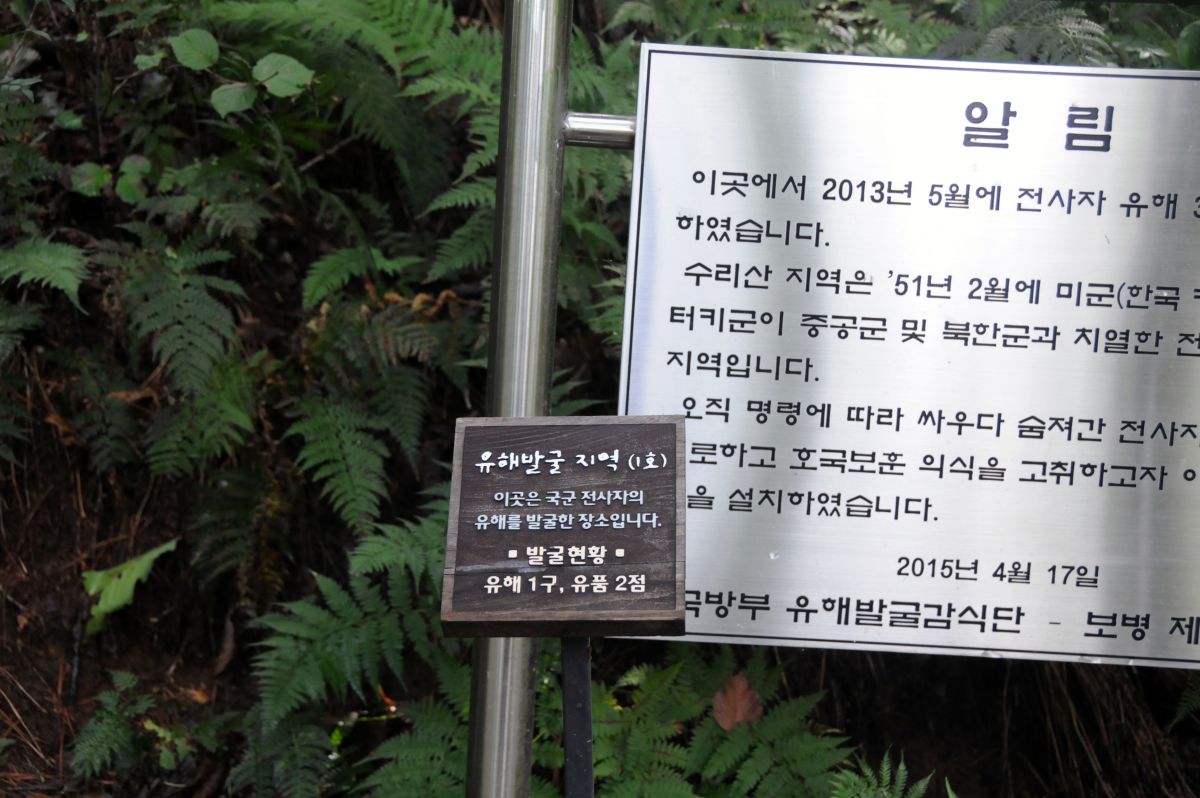 알 림
이곳에서 2013년 5월에 전사자 유해
하였습니다.
수리산 지역은 '51년 2월에 미군(한국
터키군이 중공군 및 북한군과 치열한
지역입니다.
오직 명령에 따라 싸우다 숨져간 전사자
로하고 호국보훈 의식을 고취하고자
을 설치하였습니다.
2015년 4월 17일
국방부 유해발굴감식단 - 보병 제
유해발굴 지역 (1호)
이곳은 국군 전사자의
유해를 발굴한 장소입니다.
▪ 발굴현황 ▪
유해 1구, 유품 2점